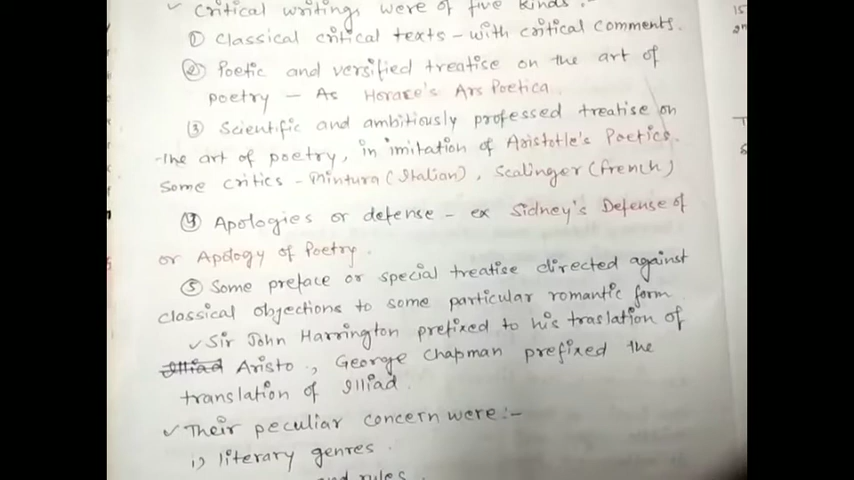 ✓ Critical writings were of five kinds :-
① Classical critical texts - with critical comments.
② Poetic and versified treatise on the art of
poetry - As Horace's Ars Poetica
③ Scientific and ambitiously professed treatise on
the art of poetry, in imitation of Aristotle's Poetics.
Some critics - Mintura (Italian), Scalinger (French)
④ Apologies or defense - ex Sidney's Defense of
or Apology of Poetry.
⑤ Some preface or special treatise directed against
classical objections to some particular romantic form
✓ Sir John Harrington prefixed to his traslation of
Aristo, George Chapman prefixed the
translation of Illiad.
✓ Their peculiar concern were :-
i) literary genres
and rules.